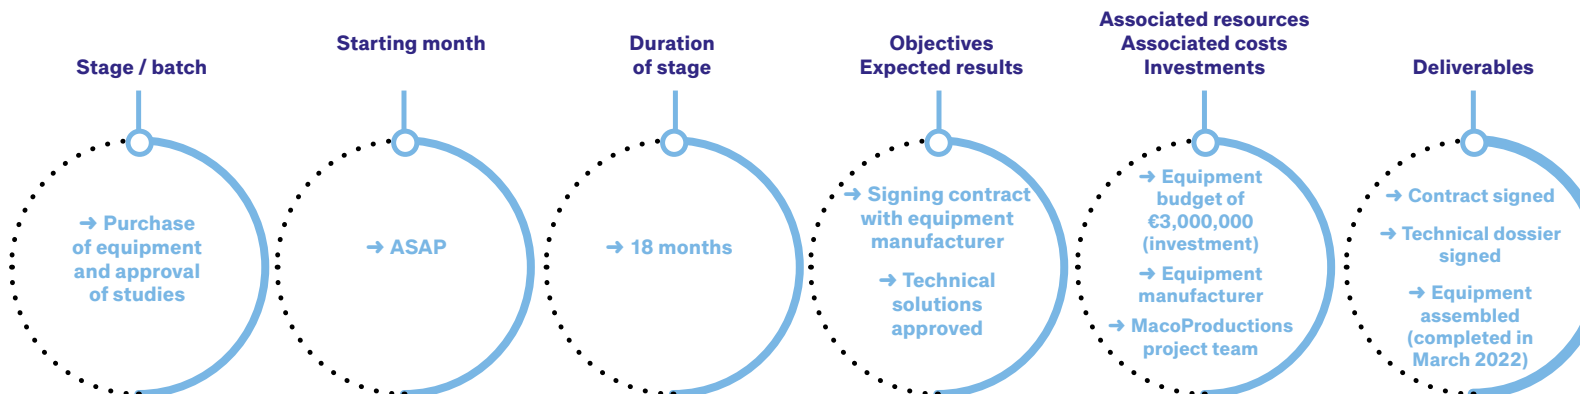 Stage / batch
➜ Purchase
of equipment
and approval
of studies
Starting month
➜ ASAP
Duration
of stage
➜ 18 months
Objectives
Expected results
➜ Signing contract
with equipment
manufacturer
➜ Technical
solutions
approved
Associated resources
Associated costs
Investments
➜ Equipment
budget of
€3,000,000
(investment)
➜ Equipment
manufacturer
➜ MacoProductions
project team
Deliverables
➜ Contract signed
➜ Technical dossier
signed
➜ Equipment
assembled
(completed in
March 2022)